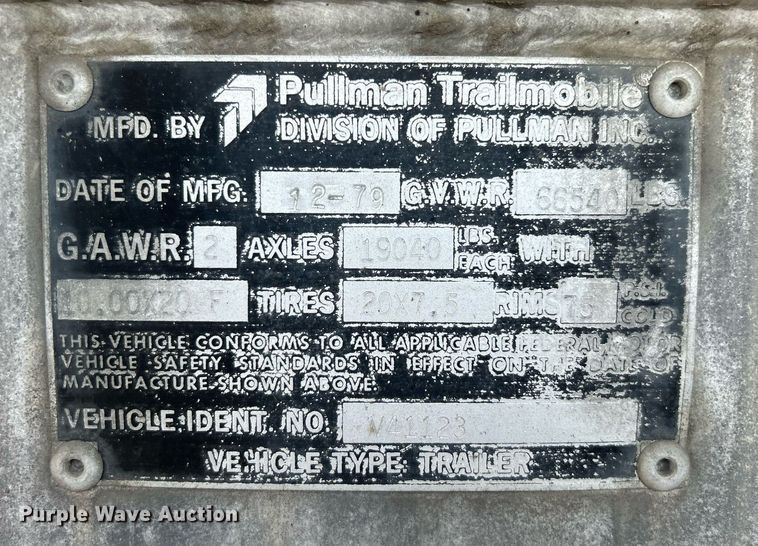 Pullman Trailmobile
MFD. BY DIVISION OF PULLMAN INC.
DATE OF MFG. 12-79 G.V.W.R. 66540 LBS.
G.A.W.R. 2 AXLES 19040 LBS. EACH WITH
10.00X20 F TIRES 20X7.5 RIMS 75 P.S.I. COLD
THIS VEHICLE CONFORMS TO ALL APPLICABLE FEDERAL MOTOR
VEHICLE SAFETY STANDARDS IN EFFECT ON THE DATE OF
MANUFACTURE SHOWN ABOVE.
VEHICLE IDENT. NO. V41123
VEHICLE TYPE: TRAILER
Purple Wave Auction